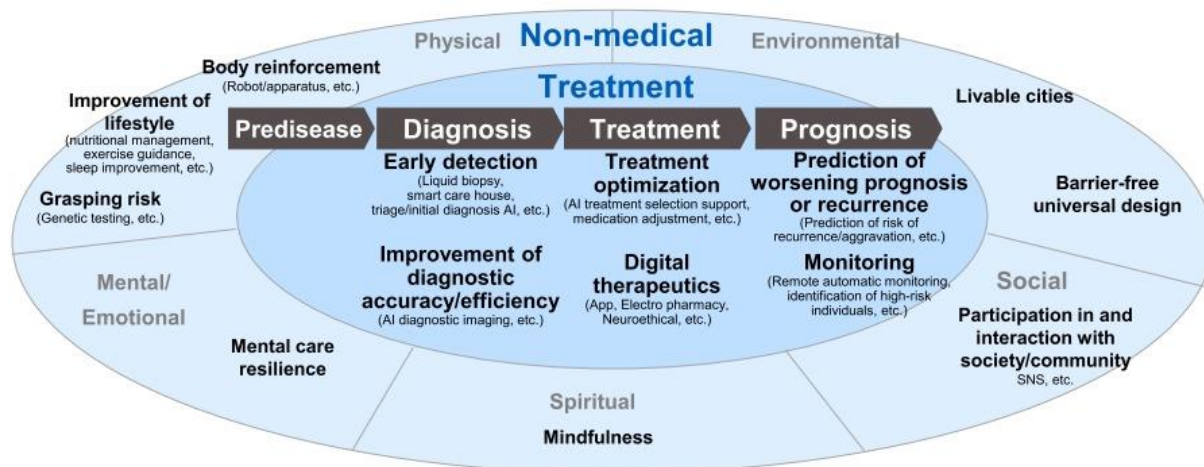 Physical
Non-medical
Environmental
Treatment
Body reinforcement
(Robot/apparatus, etc.)
Improvement of
lifestyle
(nutritional management,
exercise guidance,
sleep improvement, etc.)
Grasping risk
(Genetic testing, etc.)
Livable cities
Barrier-free
universal design
Predisease
Diagnosis
Treatment
Prognosis
Early detection
(Liquid biopsy,
smart care house,
triage/initial diagnosis AI, etc.)
Improvement of
diagnostic
accuracy/efficiency
(AI diagnostic imaging, etc.)
Treatment
optimization
(AI treatment selection support,
medication adjustment, etc.)
Digital
therapeutics
(App, Electro pharmacy,
Neuroethical, etc.)
Prediction of
worsening prognosis
or recurrence
(Prediction of risk of
recurrence/aggravation, etc.)
Monitoring
(Remote automatic monitoring,
identification of high-risk
individuals, etc.)
Mental/
Emotional
Mental care
resilience
Spiritual
Mindfulness
Social
Participation in and
interaction with
society/community
SNS, etc.